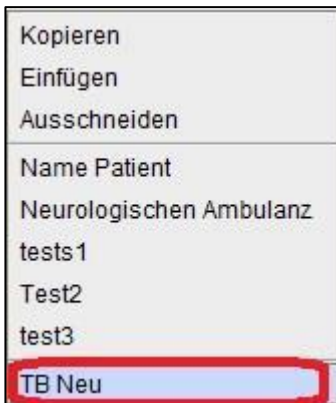 Kopieren
Einfügen
Ausschneiden
Name Patient
Neurologischen Ambulanz
tests1
Test2
test3
TB Neu